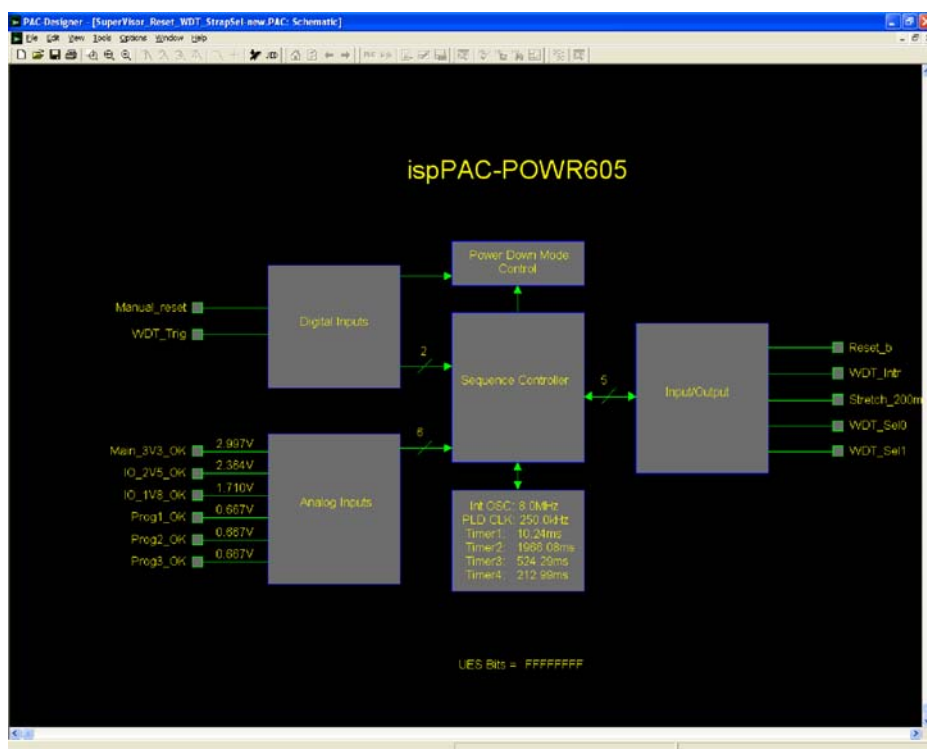 PAC-Designer - [SuperVisor_Reset_WDT_StrapSel-new.PAC: Schematic]
File Edit View Tools Options Window Help
ispPAC-POWR605
Power Down Mode
Control
Manual_reset
WDT_Trig
Digital Inputs
2
Sequence Controller
5
Input/Output
Reset_b
WDT_Intr
Stretch_200m
WDT_Sel0
WDT_Sel1
6
Main_3V3_OK 2.997V
IO_2V5_OK 2.364V
IO_1V8_OK 1.710V
Prog1_OK 0.667V
Prog2_OK 0.667V
Prog3_OK 0.667V
Analog Inputs
Int OSC: 8.0MHz
PLD CLK: 250.0kHz
Timer1: 10.24ms
Timer2: 1966.08ms
Timer3: 524.29ms
Timer4: 212.99ms
UES Bits = FFFFFFFF